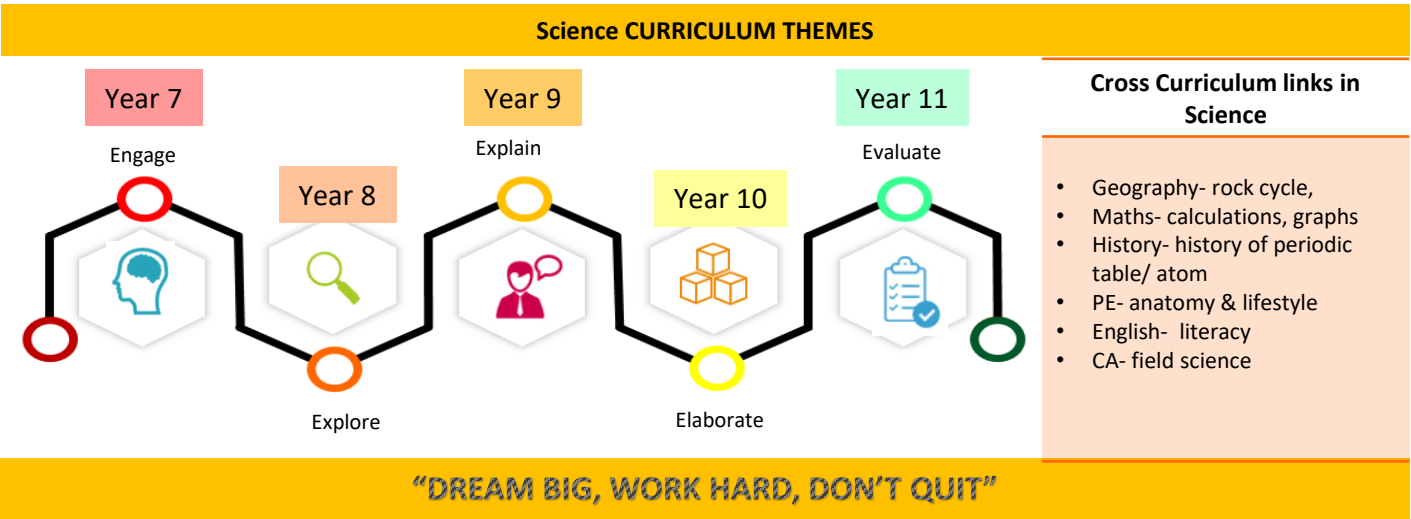 Science CURRICULUM THEMES
Year 7
Engage
Year 8
Explore
Year 9
Explain
Year 10
Elaborate
Year 11
Evaluate
Cross Curriculum links in
Science
• Geography- rock cycle,
• Maths- calculations, graphs
• History- history of periodic
table/ atom
• PE- anatomy & lifestyle
• English- literacy
• CA- field science
“DREAM BIG, WORK HARD, DON’T QUIT”